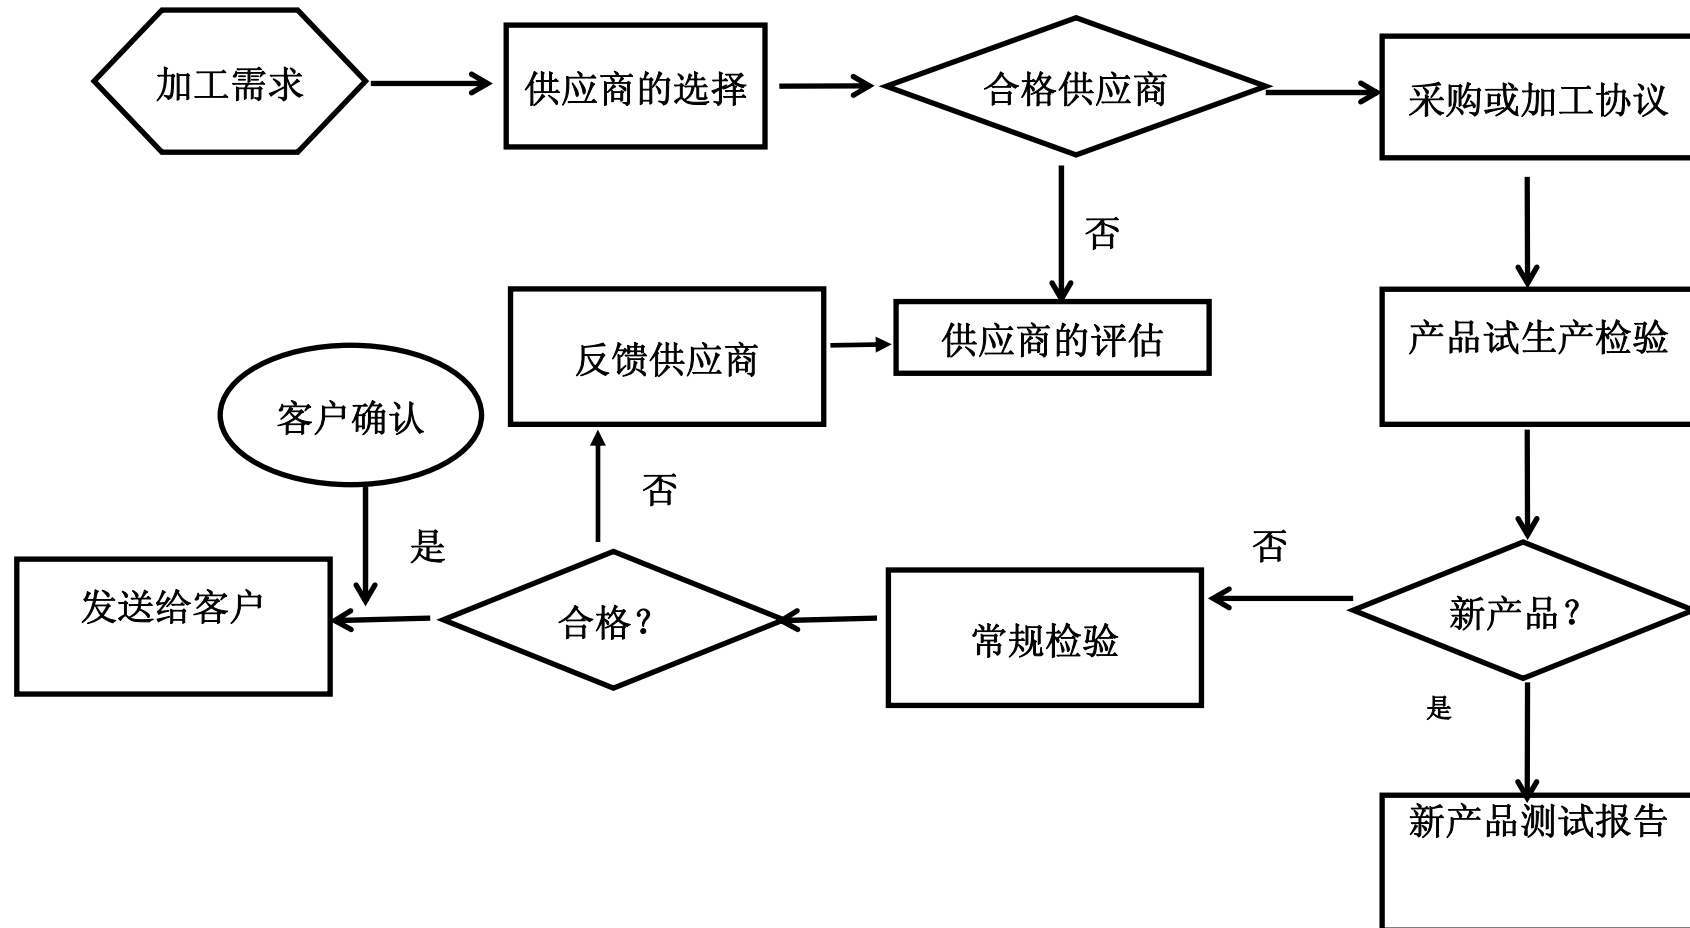 加工需求
供应商的选择
合格供应商
采购或加工协议
否
反馈供应商
供应商的评估
产品试生产检验
客户确认
否
是
否
发送给客户
合格？
常规检验
新产品？
是
新产品测试报告